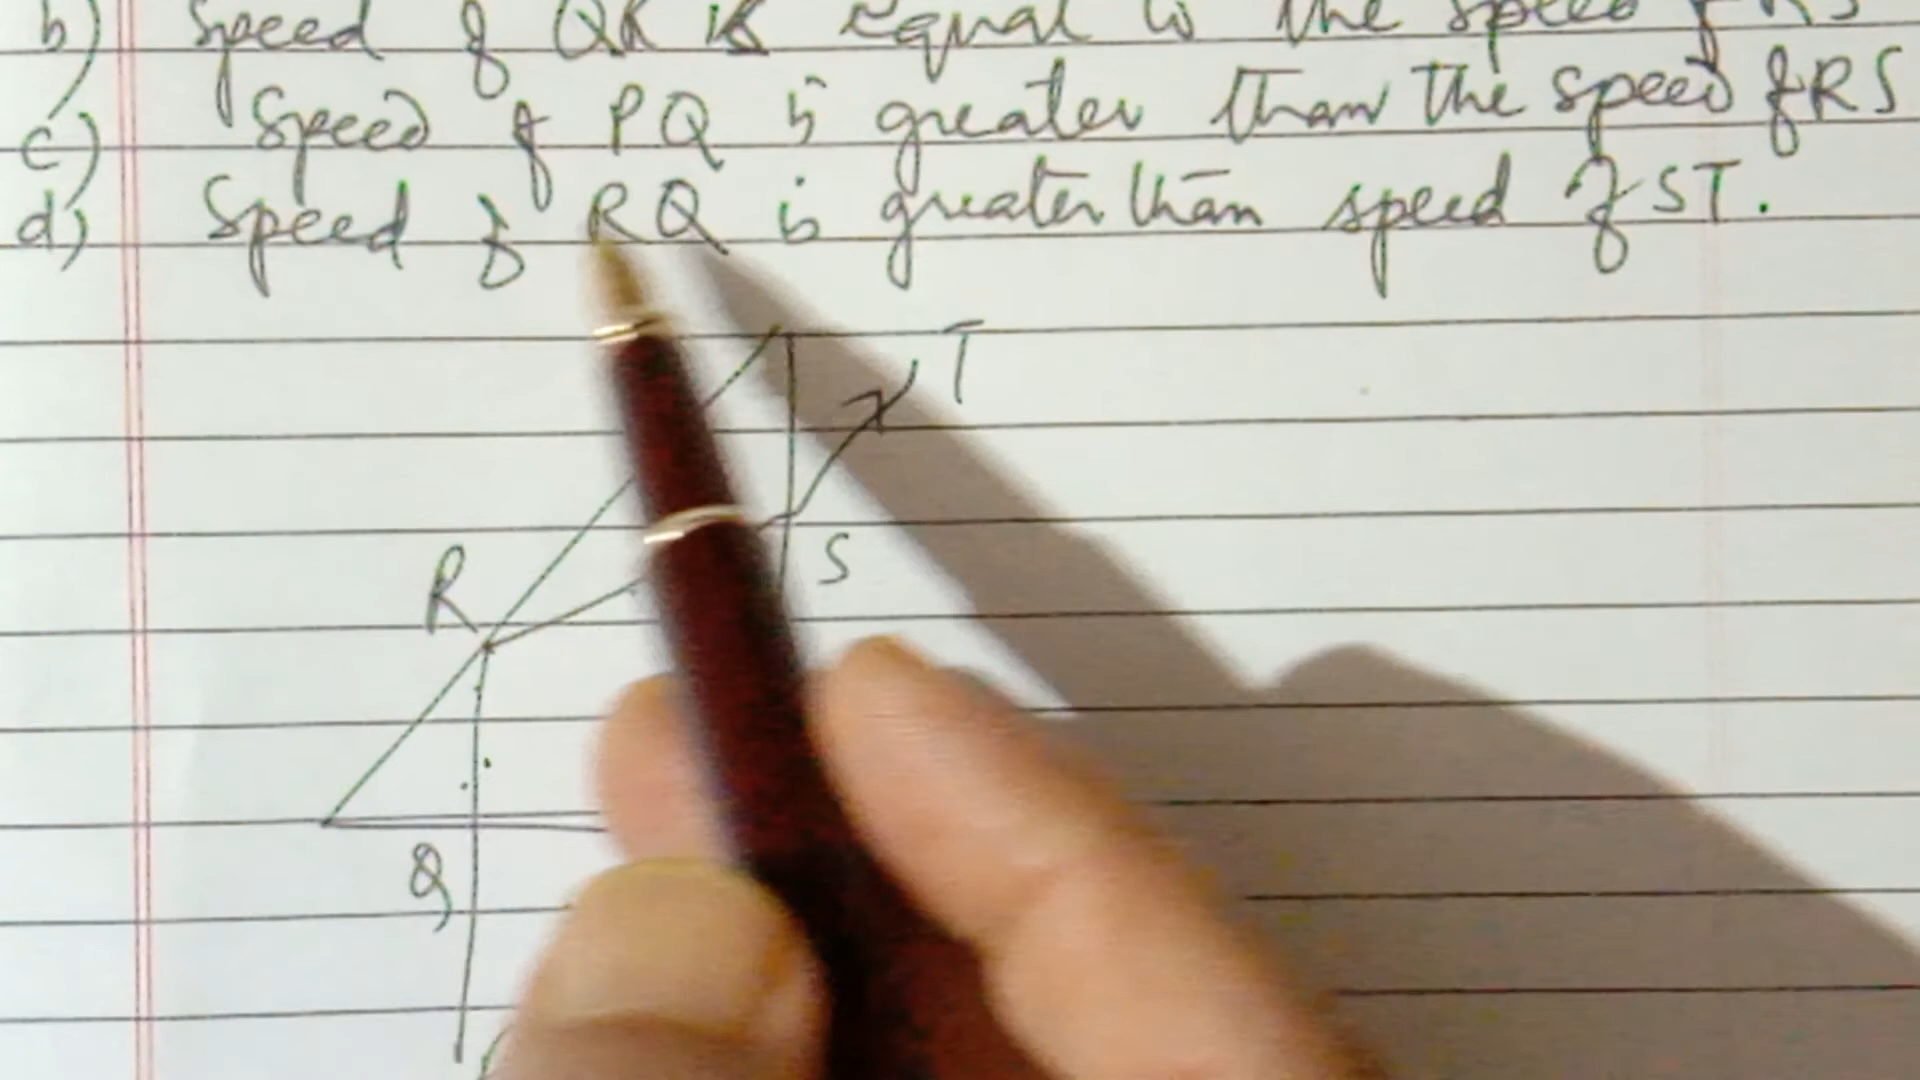 b) Speed of QR is equal to the speed of RS
c) Speed of PQ is greater than the speed of RS
d) Speed of RQ is greater than speed of ST.
T
S
R
Q